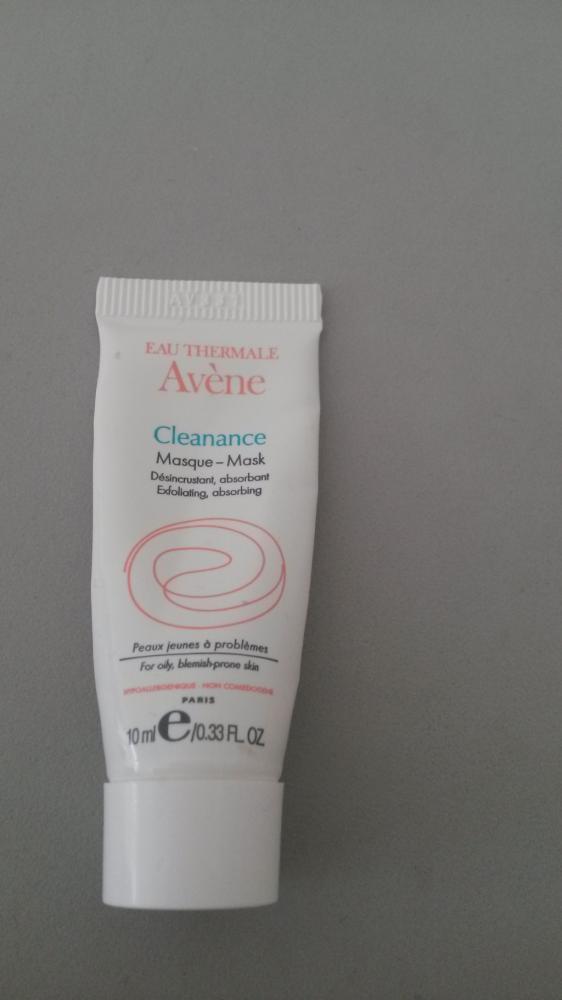 EAU THERMALE
Avène
Cleanance
Masque – Mask
Désincrustant, absorbant
Exfoliating, absorbing
Peaux jeunes à problèmes
For oily, blemish-prone skin
HYPOALLERGENIQUE - NON COMEDOGENE
PARIS
10 ml e/0.33 FL. OZ.